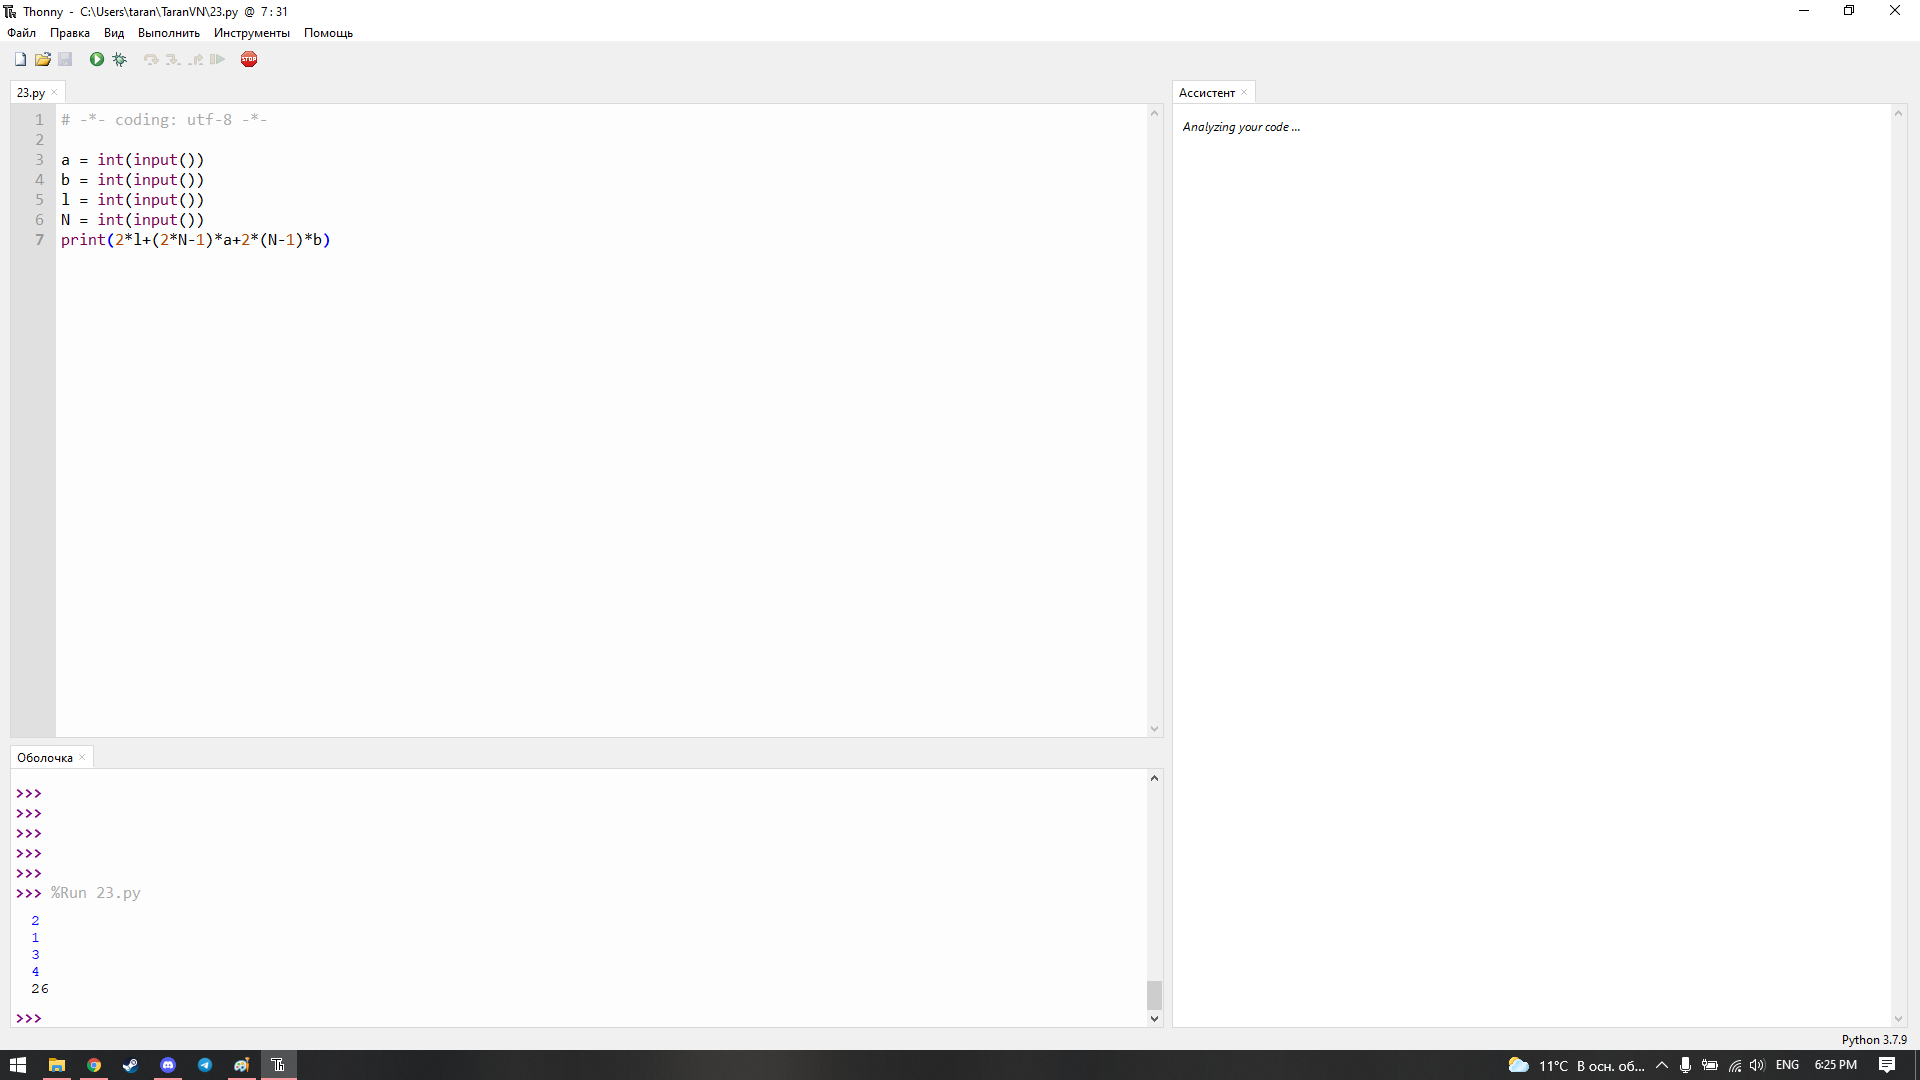 Thonny - C:\Users\taran\TaranVN\23.py @ 7:31
Файл Правка Вид Выполнить Инструменты Помощь
STOP
23.py
1 # -*- coding: utf-8 -*-
2
3 a = int(input())
4 b = int(input())
5 l = int(input())
6 N = int(input())
7 print(2*l+(2*N-1)*a+2*(N-1)*b)
Ассистент
Analyzing your code ...
Оболочка
>>>
>>>
>>>
>>>
>>>
>>> %Run 23.py
2
1
3
4
26
>>>
Python 3.7.9
Th 11°C В осн. об... ENG 6:25 PM